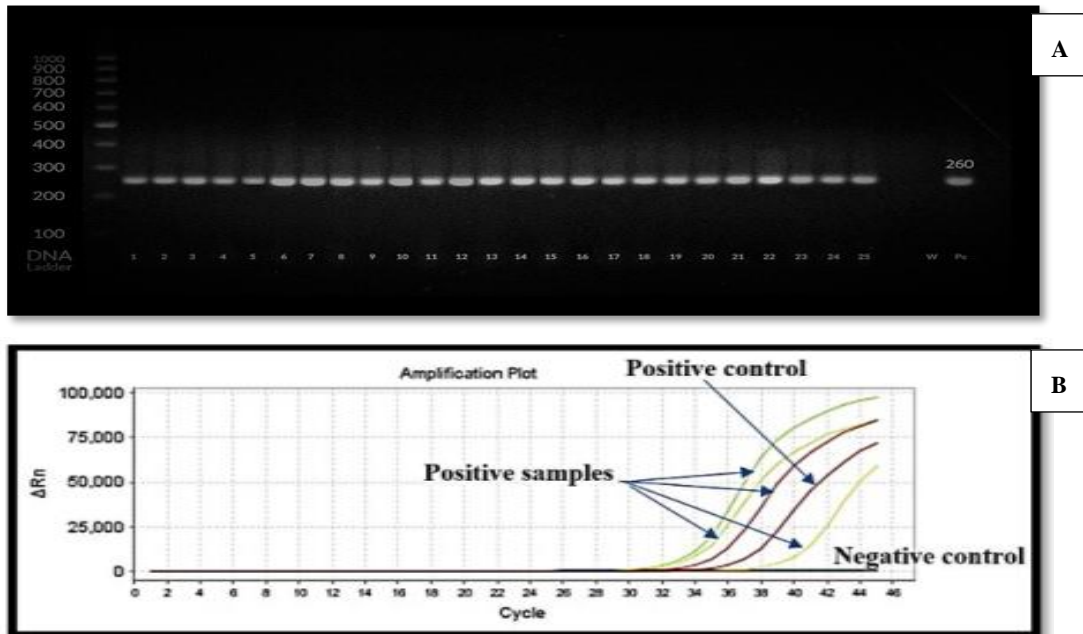 A
1000
900
800
700
600
500
400
300
260
200
100
DNA
Ladder
1 2 3 4 5 6 7 8 9 10 11 12 13 14 15 16 17 18 19 20 21 22 23 24 25 W Pc
B
Amplification Plot
Positive control
100,000
75,000
Positive samples
50,000
25,000
Negative control
0
ΔRn
0 2 4 6 8 10 12 14 16 18 20 22 24 26 28 30 32 34 36 38 40 42 44 46
Cycle